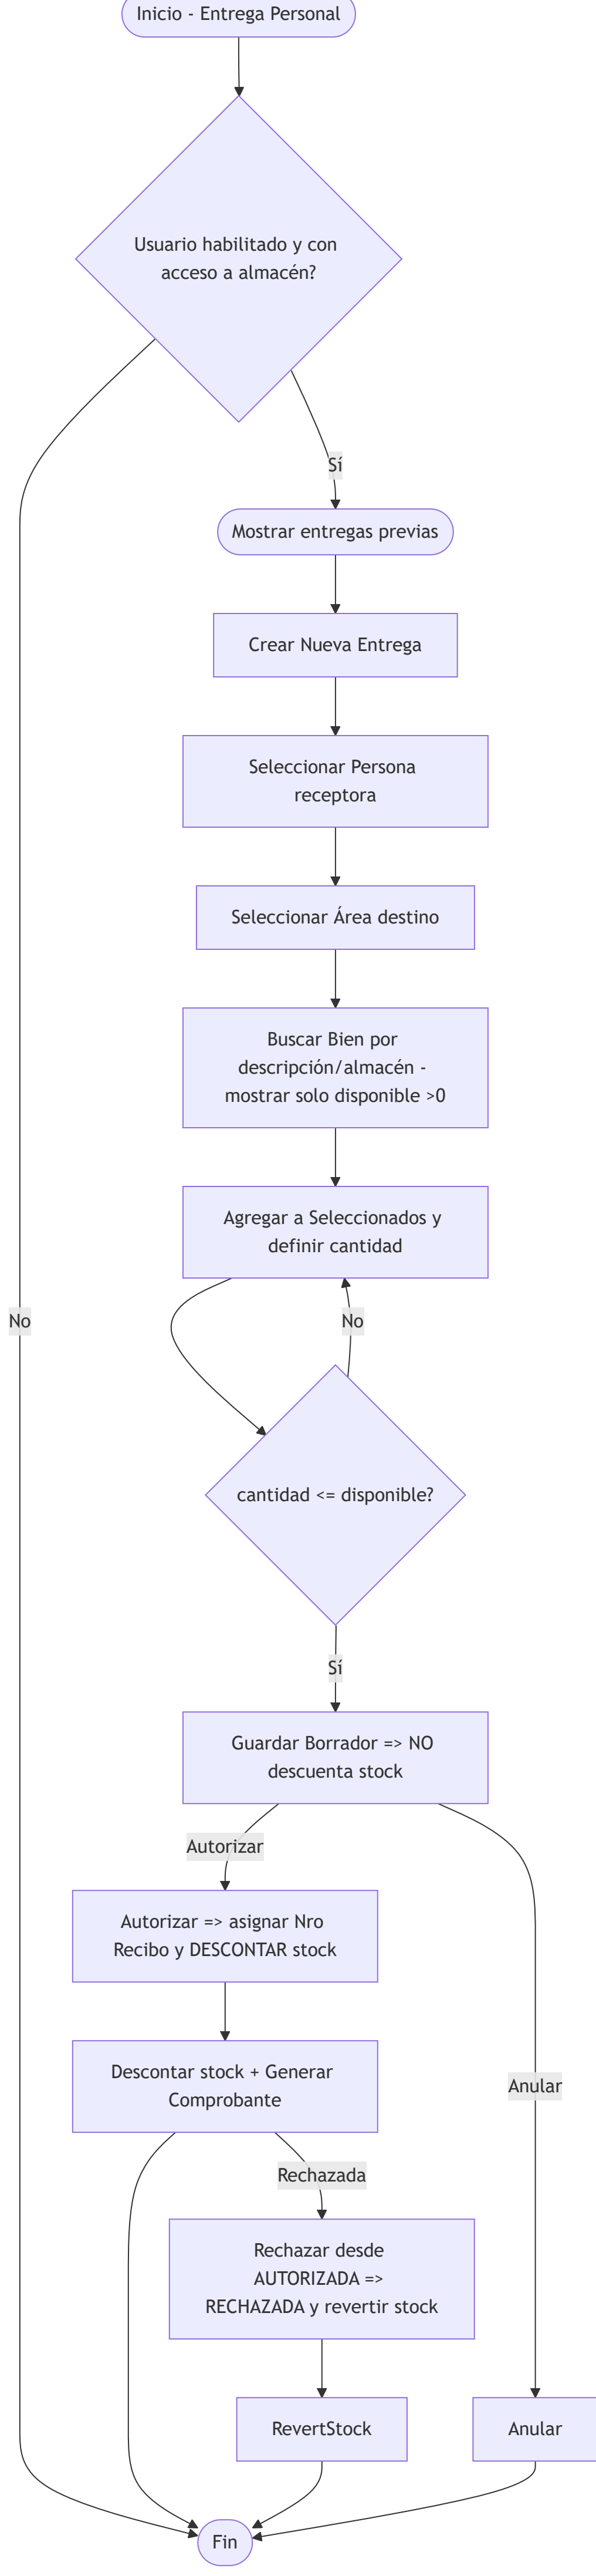 Inicio - Entrega Personal
Usuario habilitado y con
acceso a almacén?
Sí
Mostrar entregas previas
Crear Nueva Entrega
Seleccionar Persona
receptora
Seleccionar Área destino
Buscar Bien por
descripción/almacén -
mostrar solo disponible >0
Agregar a Seleccionados y
definir cantidad
No
No
cantidad <= disponible?
Sí
Guardar Borrador => NO
descuenta stock
Autorizar
Autorizar => asignar Nro
Recibo y DESCONTAR stock
Descontar stock + Generar
Comprobante
Anular
Rechazada
Rechazar desde
AUTORIZADA =>
RECHAZADA y revertir stock
RevertStock
Anular
Fin